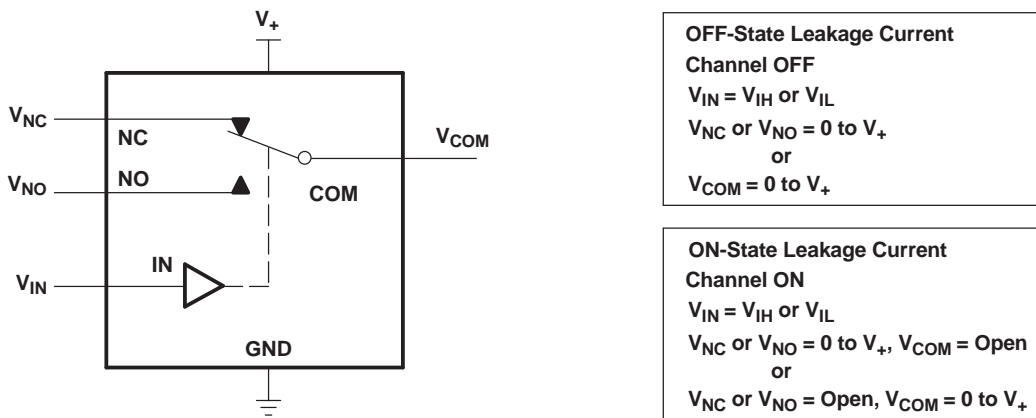 V+
VNC
NC
VCOM
VNO
NO
COM
IN
VIN
GND
OFF-State Leakage Current
Channel OFF
VIN = VIH or VIL
VNC or VNO = 0 to V+
or
VCOM = 0 to V+
ON-State Leakage Current
Channel ON
VIN = VIH or VIL
VNC or VNO = 0 to V+, VCOM = Open
or
VNC or VNO = Open, VCOM = 0 to V+